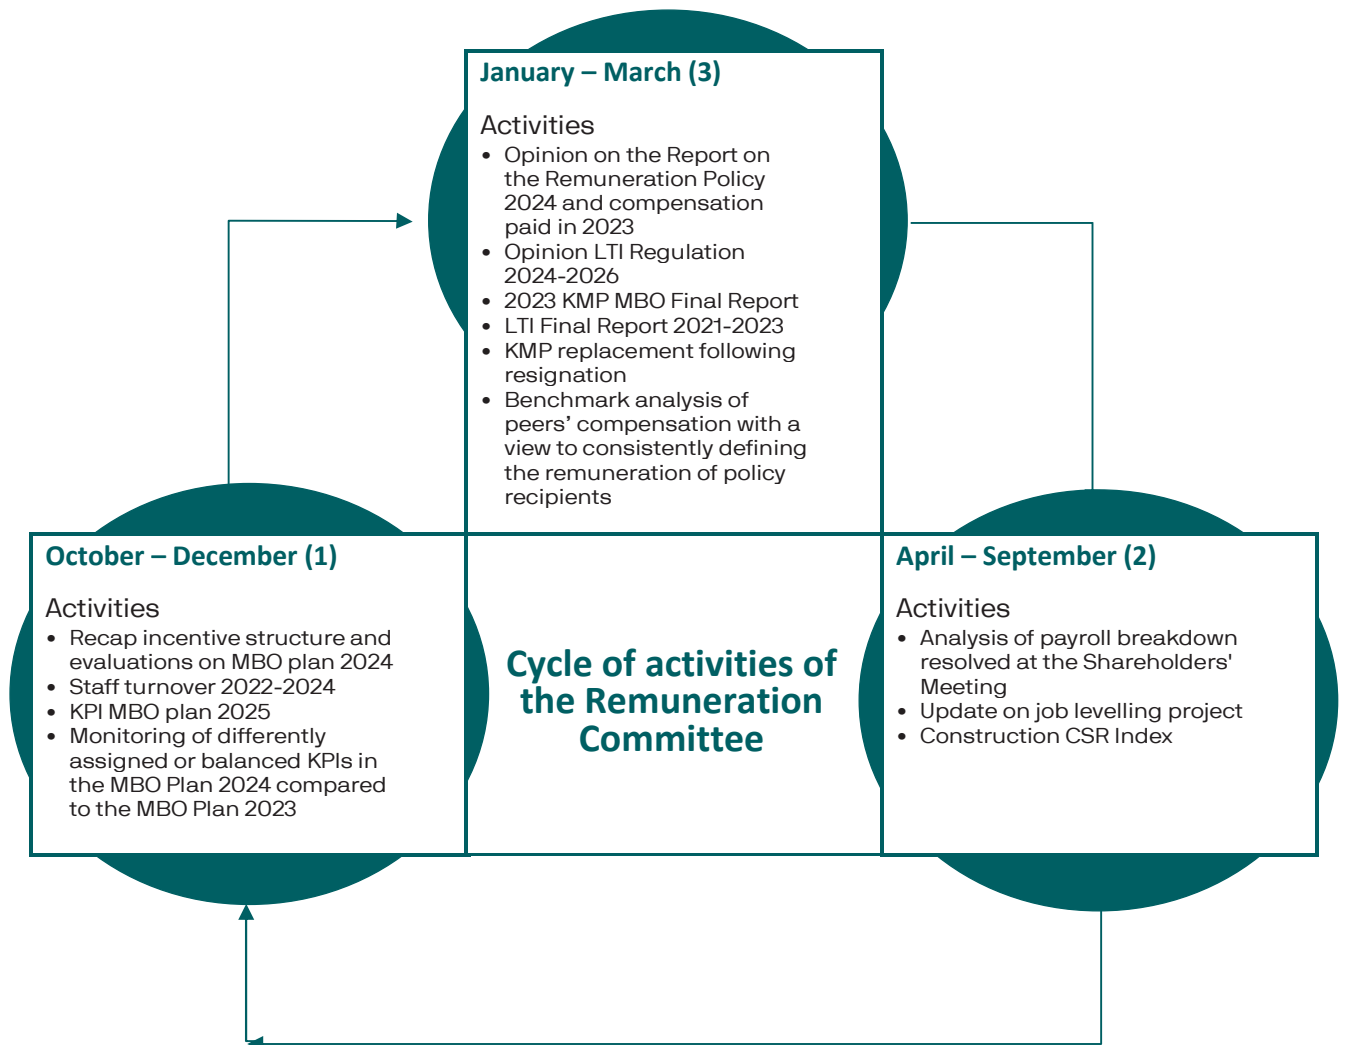 January – March (3)
Activities
• Opinion on the Report on
the Remuneration Policy
2024 and compensation
paid in 2023
• Opinion LTI Regulation
2024-2026
• 2023 KMP MBO Final Report
• LTI Final Report 2021-2023
• KMP replacement following
resignation
• Benchmark analysis of
peers’ compensation with a
view to consistently defining
the remuneration of policy
recipients
October – December (1)
Activities
• Recap incentive structure and
evaluations on MBO plan 2024
• Staff turnover 2022-2024
• KPI MBO plan 2025
• Monitoring of differently
assigned or balanced KPIs in
the MBO Plan 2024 compared
to the MBO Plan 2023
Cycle of activities of
the Remuneration
Committee
April – September (2)
Activities
• Analysis of payroll breakdown
resolved at the Shareholders'
Meeting
• Update on job levelling project
• Construction CSR Index